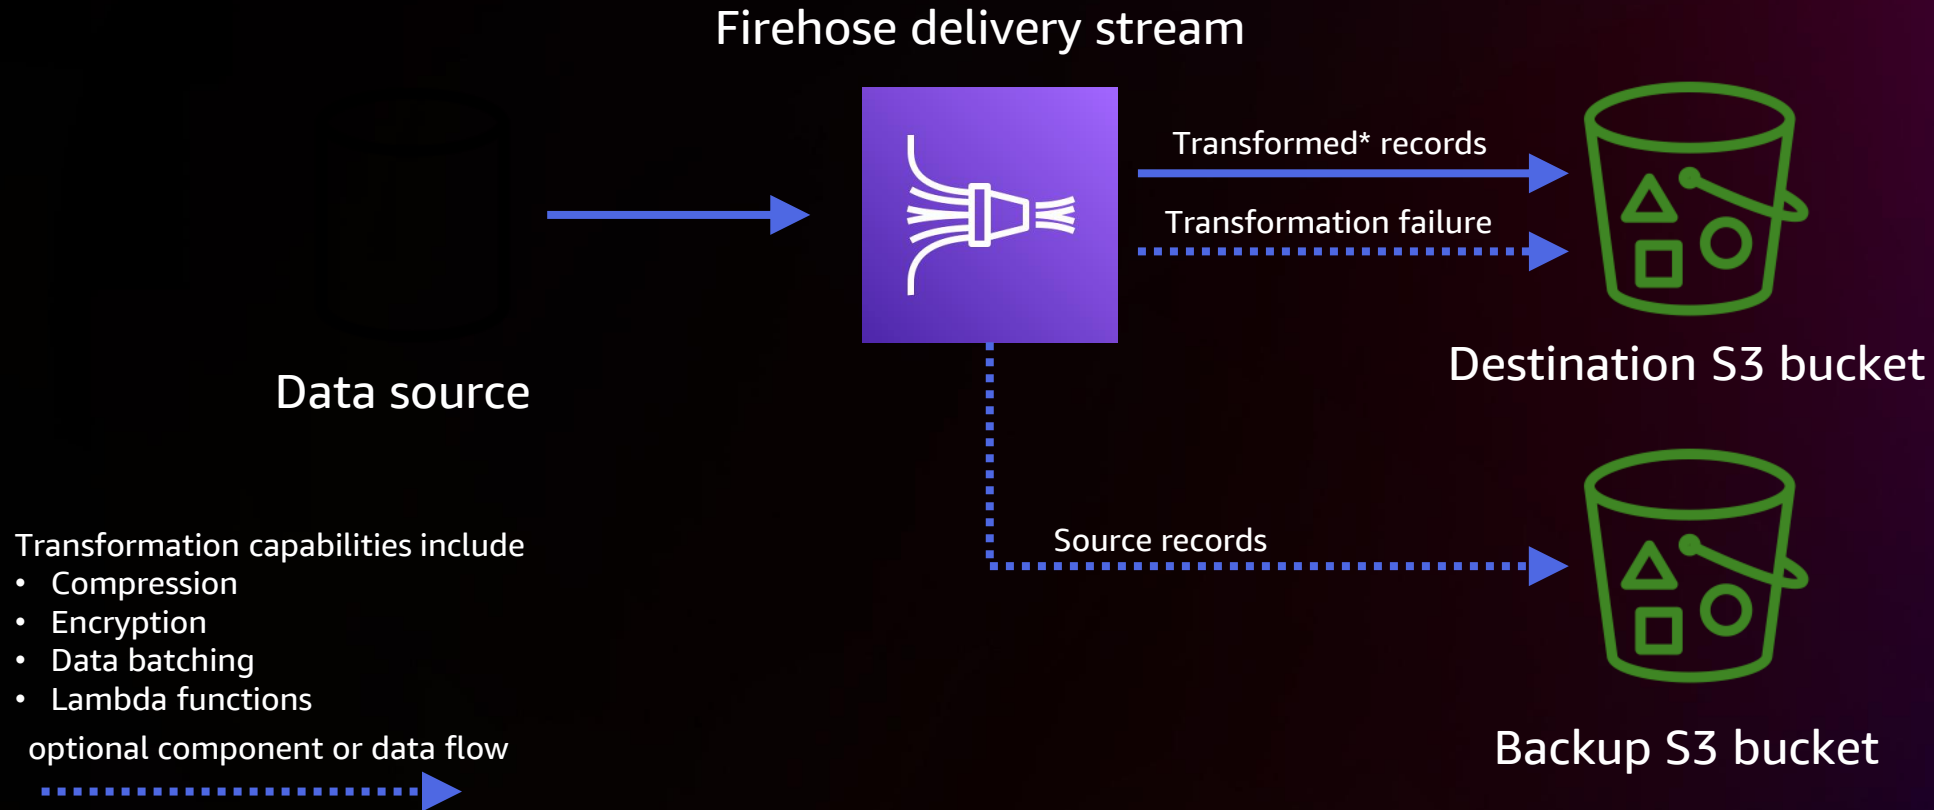 Firehose delivery stream
Transformed* records
Transformation failure
Destination S3 bucket
Data source
Source records
Transformation capabilities include
• Compression
• Encryption
• Data batching
• Lambda functions
optional component or data flow
Backup S3 bucket